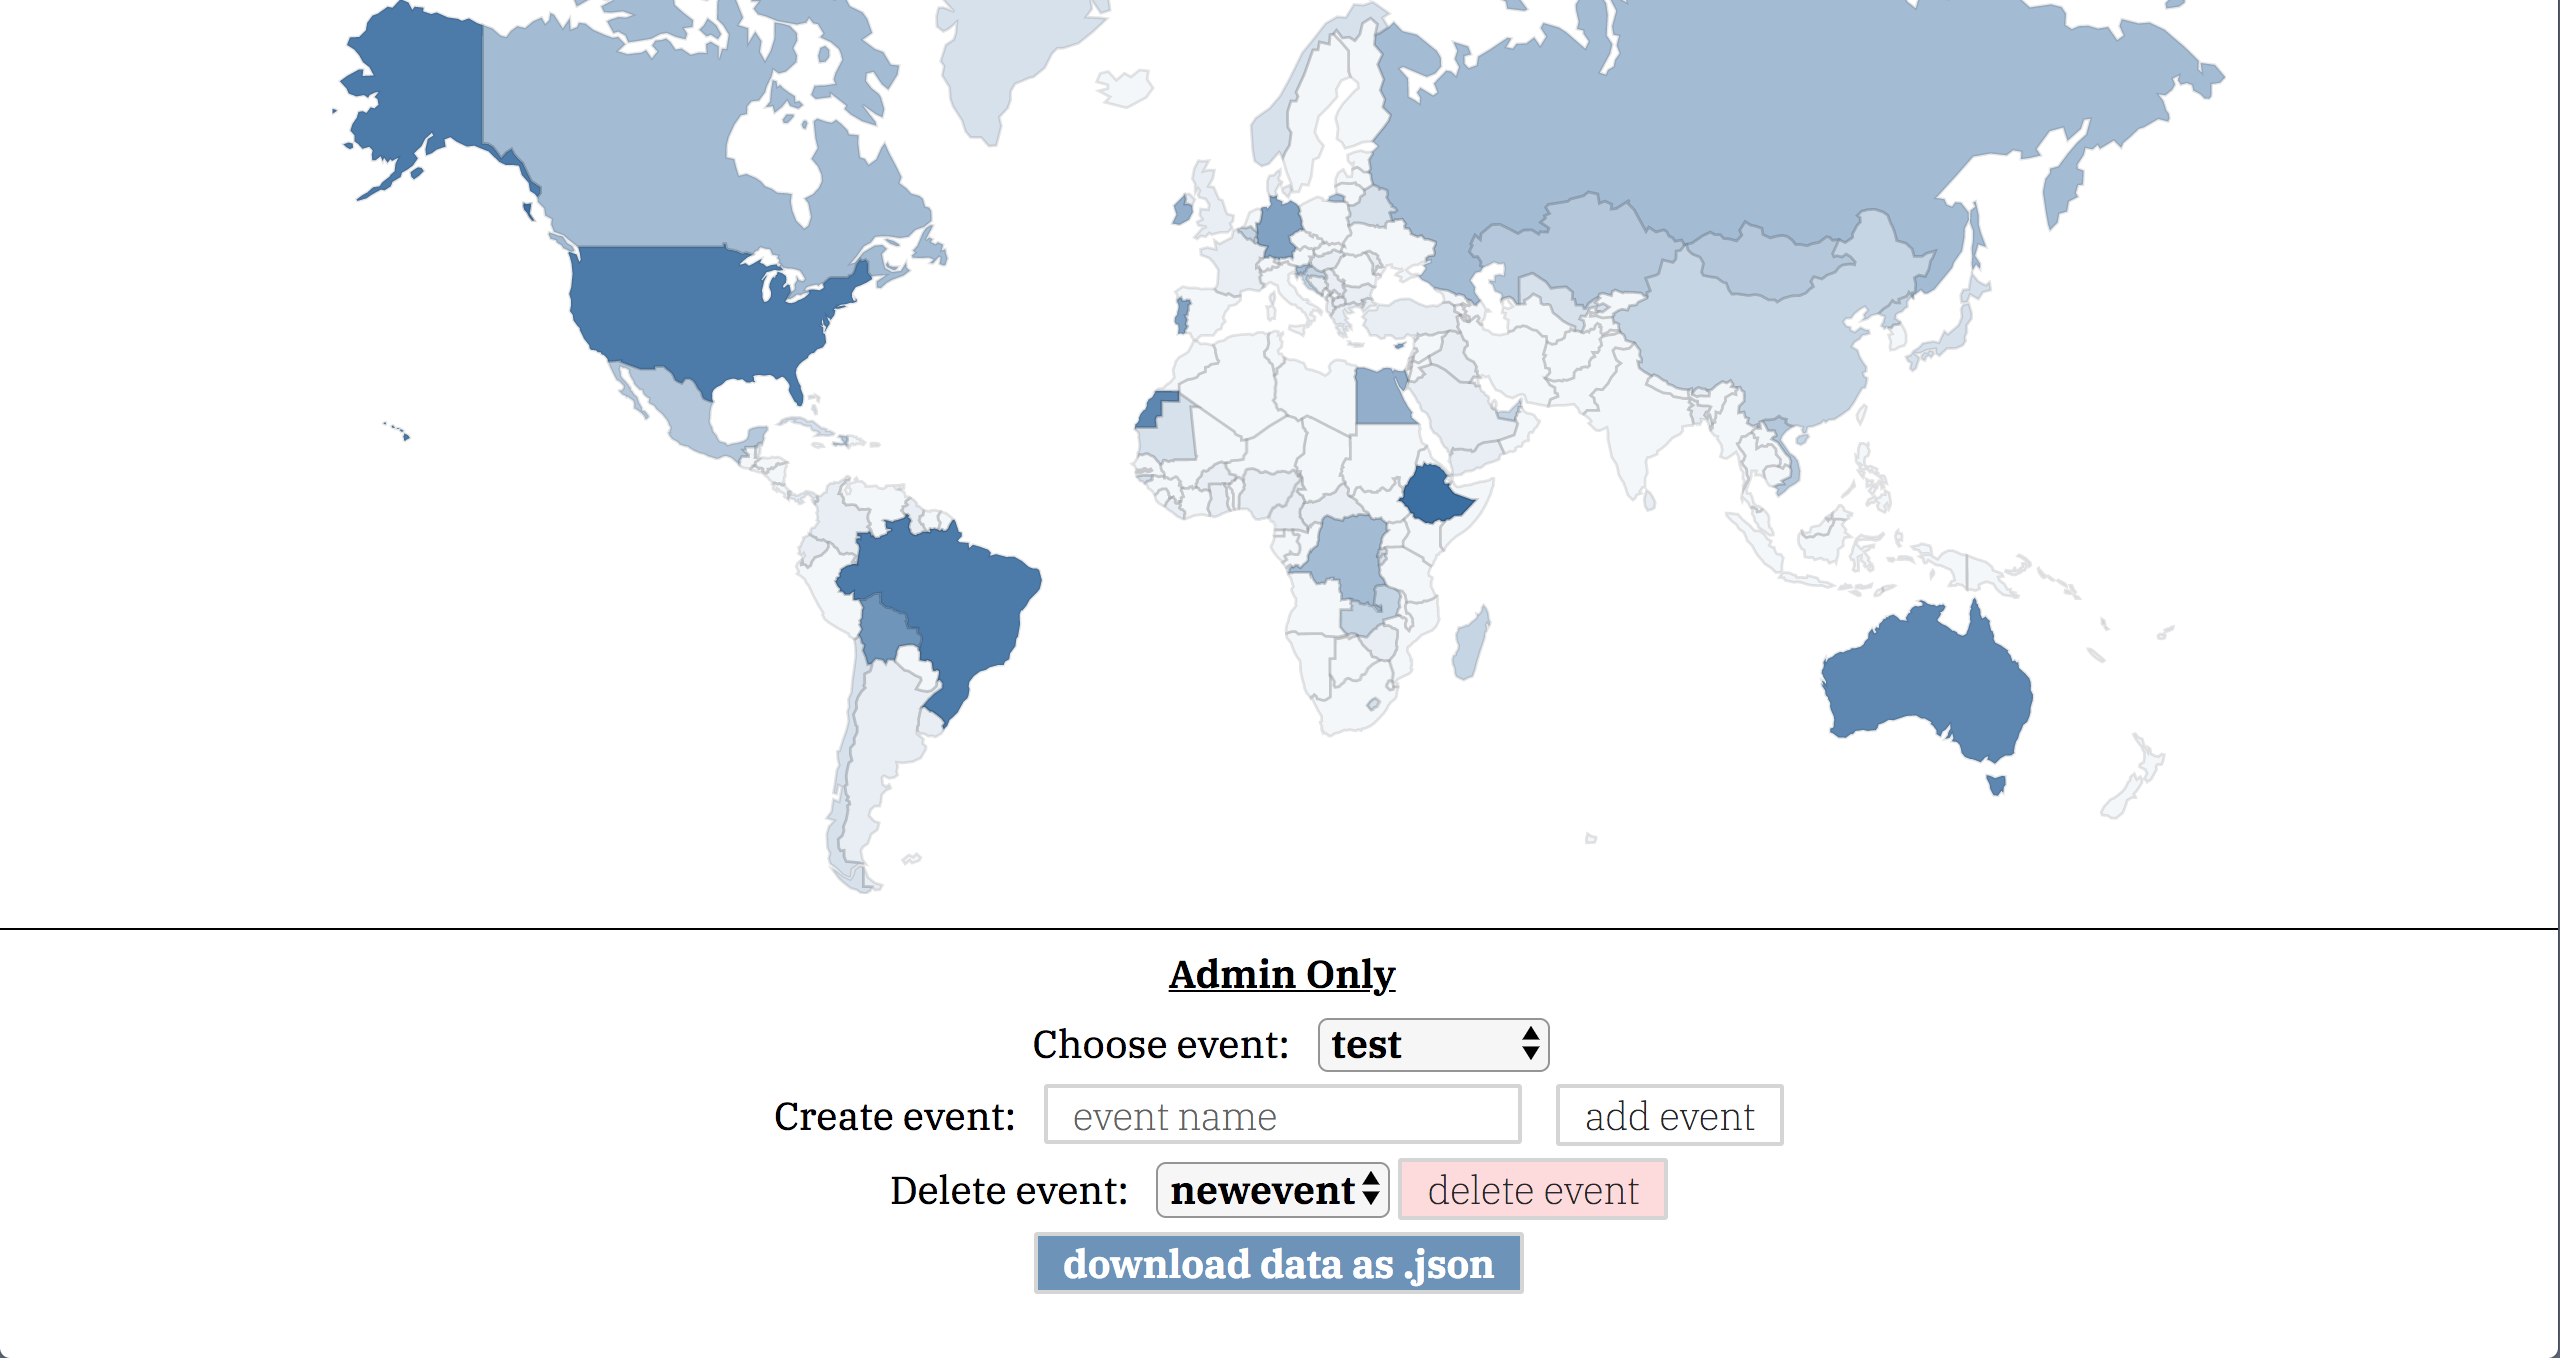 Admin Only
Choose event: test
Create event: event name add event
Delete event: newevent delete event
download data as .json